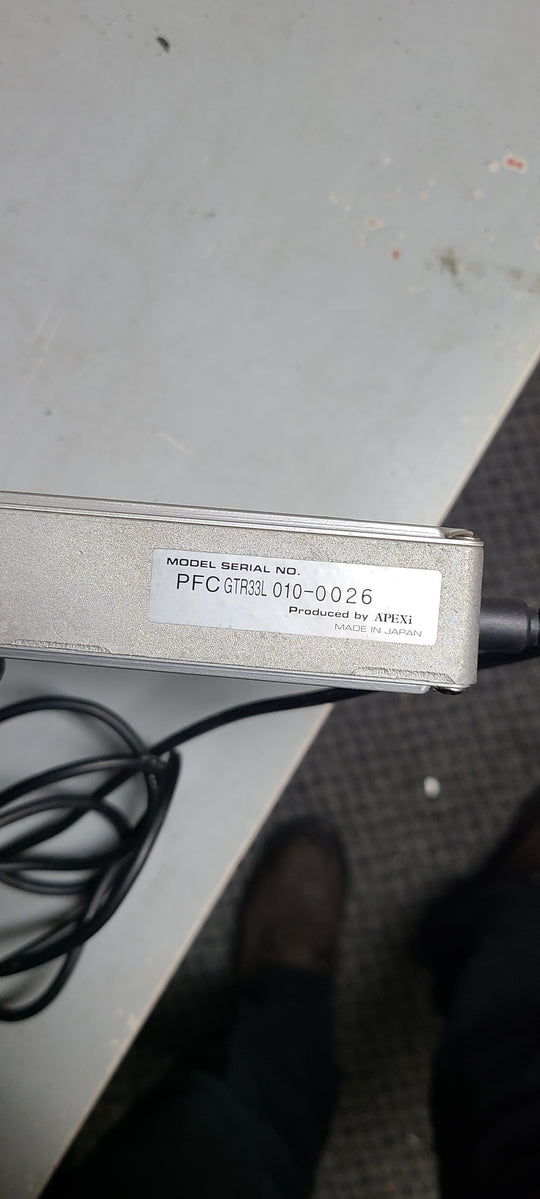 MODEL SERIAL NO.
PFC GTR33L 010-0026
Produced by APEXi
MADE IN JAPAN